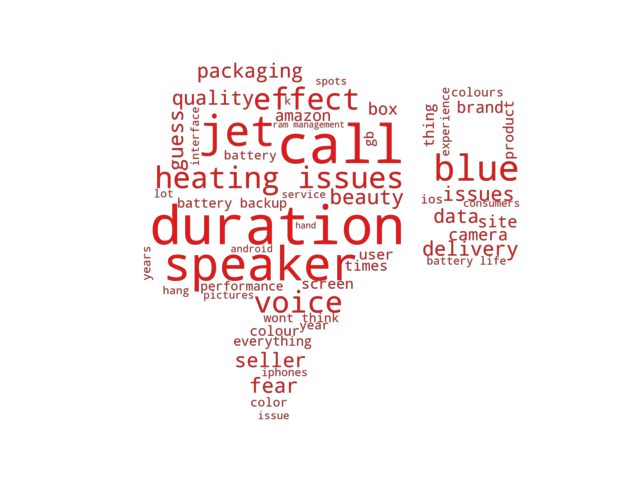 packaging
spots
colours
quality
effect
k
box
brand
amazon
thing
experience
product
guess
interface
jet
ram management
call
gb
battery
blue
heating issues
lot
service
beauty
ios
issues
battery backup
consumers
duration
hand
data
site
camera
android
delivery
years
speaker
user
times
battery life
hang
performance
screen
pictures
voice
wont think
colour
year
everything
seller
iphones
fear
color
issue